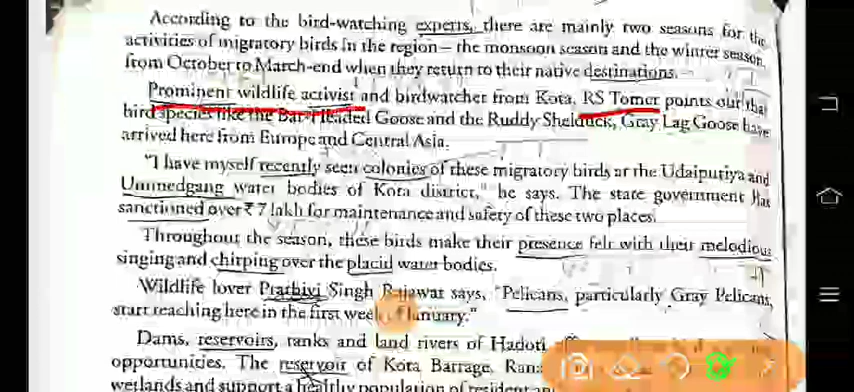 According to the bird-watching experts, there are mainly two seasons for the
activities of migratory birds in the region – the monsoon season and the winter season,
from October to March-end when they return to their native destinations.
Prominent wildlife activist and birdwatcher from Kota, RS Tomer points out that
bird species like the Bar-Headed Goose and the Ruddy Shelduck, Gray Lag Goose have
arrived here from Europe and Central Asia.
"I have myself recently seen colonies of these migratory birds at the Udaipuriya and
Ummedgang water bodies of Kota district," he says. The state government has
sanctioned over ₹ 7 lakh for maintenance and safety of these two places.
Throughout the season, these birds make their presence felt with their melodious
singing and chirping over the placid water bodies.
Wildlife lover Prathivi Singh Rajawat says, "Pelicans, particularly Gray Pelicans,
start reaching here in the first week of January."
Dams, reservoirs, tanks and land rivers of Hadoti
opportunities. The reservoir of Kota Barrage,
wetlands and support a healthy population of resident